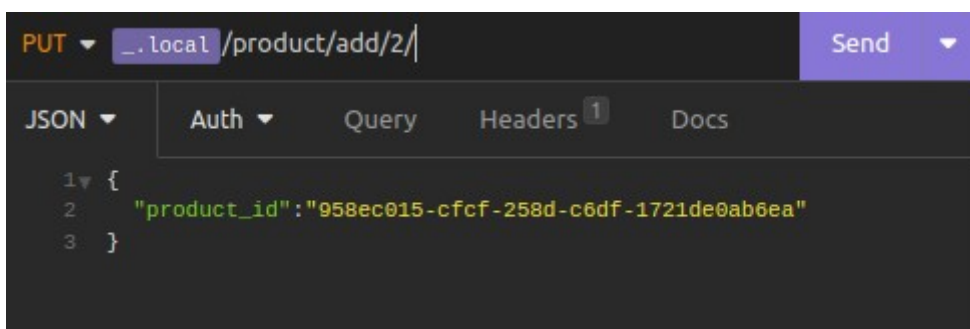 PUT _.local /product/add/2/ Send
JSON Auth Query Headers 1 Docs
1 {
2 "product_id":"958ec015-cfcf-258d-c6df-1721de0ab6ea"
3 }